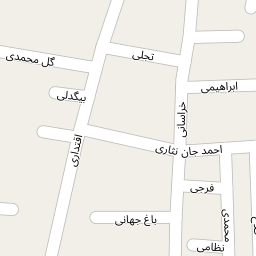 تجلی
گل محمدی
ابراهیمی
بیگدلی
خراسانی
اقتداری
احمد جان نثاری
فرجی
باغ جهانی
محمدی
نظامی